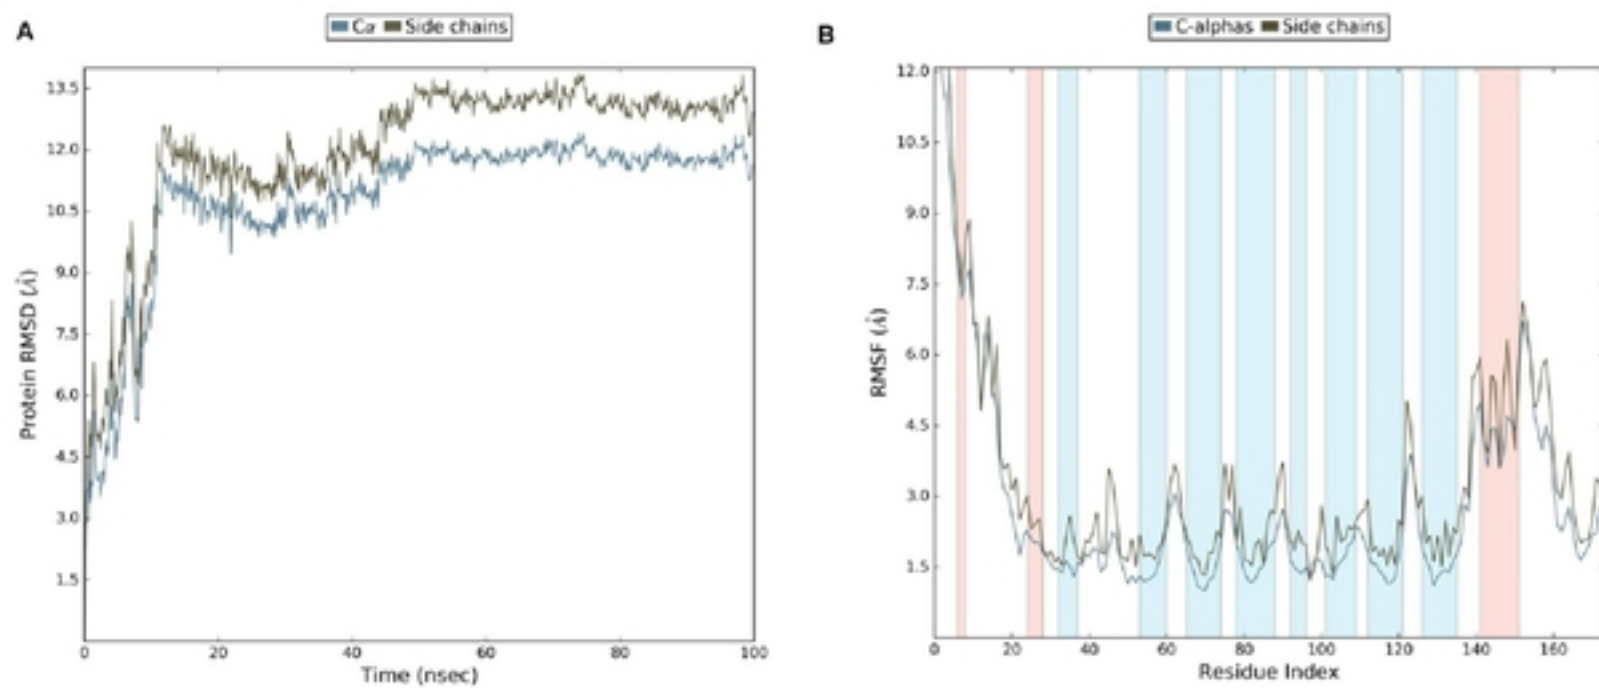 A
Cα Side chains
13.5
12.0
10.5
9.0
7.5
6.0
4.5
3.0
1.5
Protein RMSD (Å)
0 20 40 60 80 100
Time (nsec)
B
C-alphas Side chains
12.0
10.5
9.0
7.5
6.0
4.5
3.0
1.5
RMSF (Å)
0 20 40 60 80 100 120 140 160
Residue Index